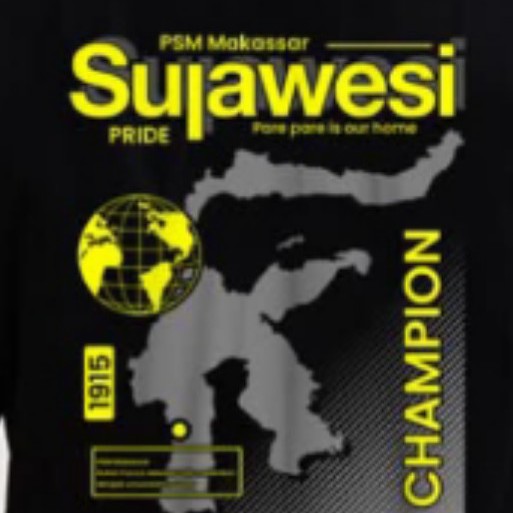 PSM Makassar
Sulawesi
PRIDE
Pare pare is our home
CHAMPION
1915